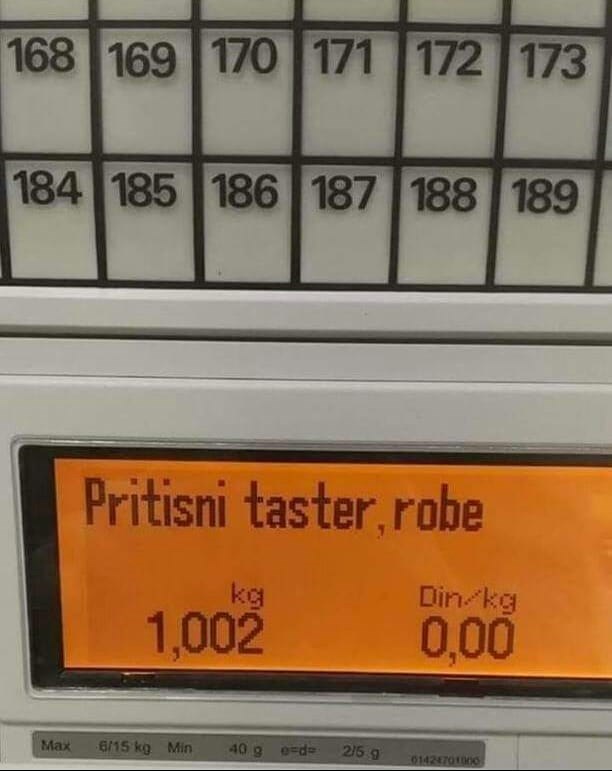 168 169 170 171 172 173
184 185 186 187 188 189
Pritisni taster, robe
kg Din/kg
1,002 0,00
Max 6/15 kg Min 40 g e=d= 2/5 g